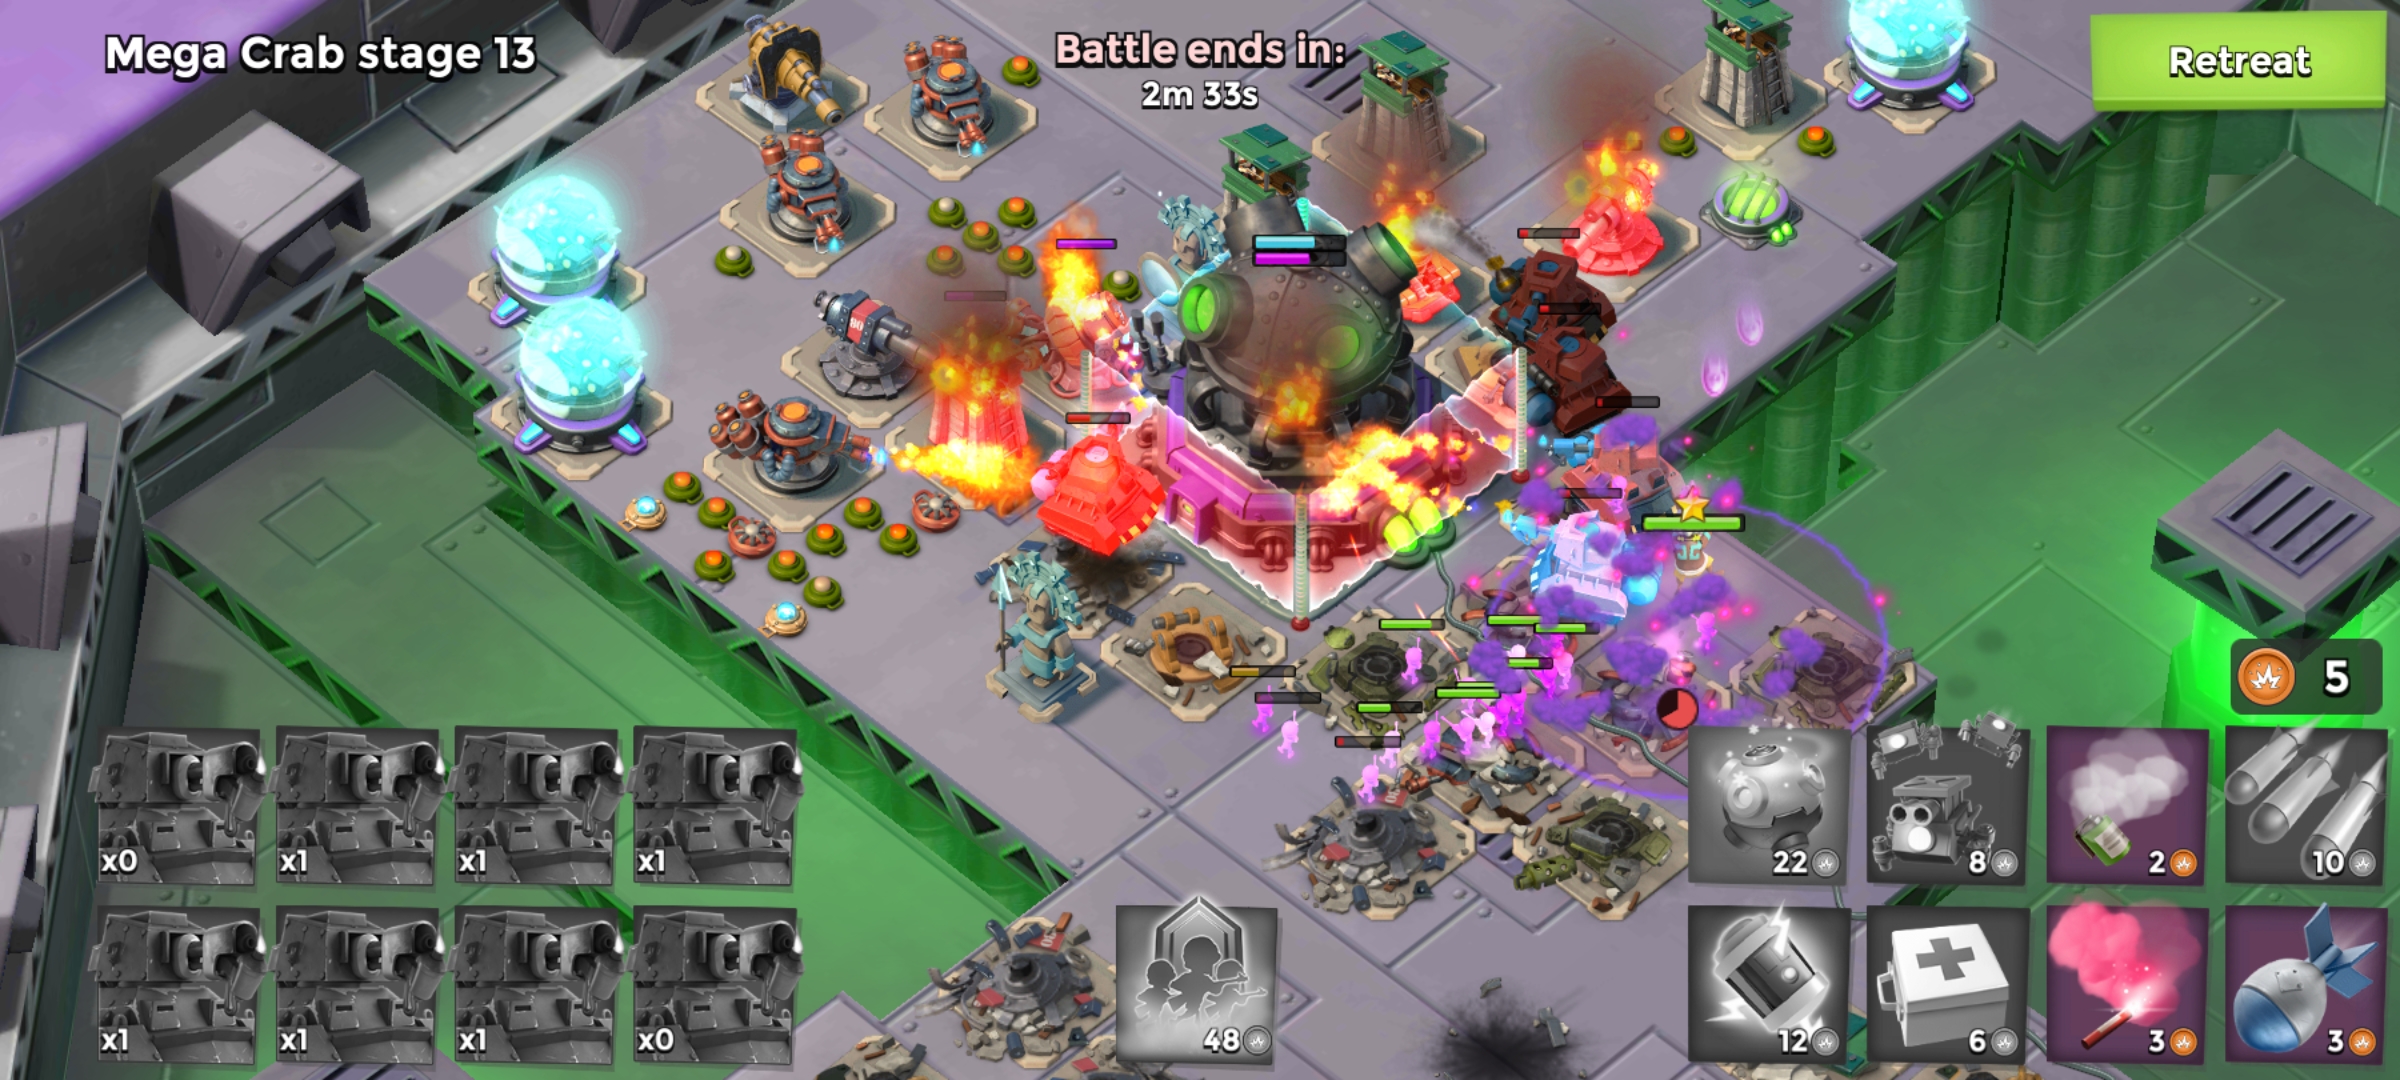 Mega Crab stage 13
Battle ends in:
2m 33s
Retreat
5
x0
x1
x1
x1
22
8
2
10
x1
x1
x1
x0
48
12
6
3
3